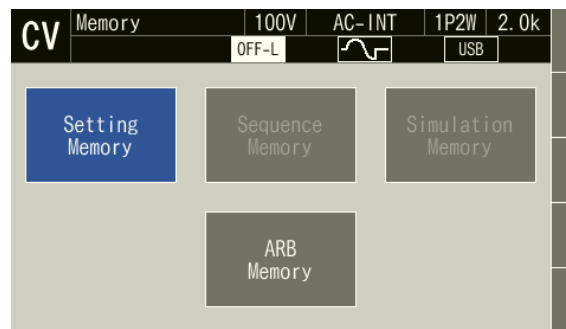 CV Memory 100V AC-INT 1P2W 2.0k
OFF-L USB
Setting
Memory
Sequence
Memory
Simulation
Memory
ARB
Memory